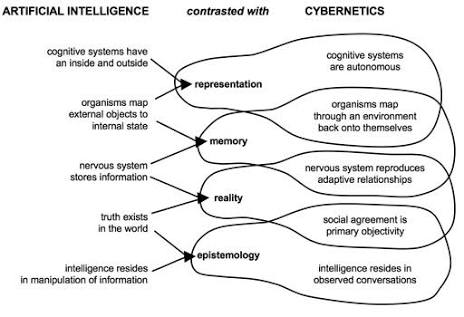 ARTIFICIAL INTELLIGENCE contrasted with CYBERNETICS
cognitive systems have
an inside and outside
representation
cognitive systems
are autonomous
organisms map
external objects to
internal state
organisms map
through an environment
back onto themselves
memory
nervous system
stores information
nervous system reproduces
adaptive relationships
reality
truth exists
in the world
social agreement is
primary objectivity
epistemology
intelligence resides
in manipulation of information
intelligence resides in
observed conversations